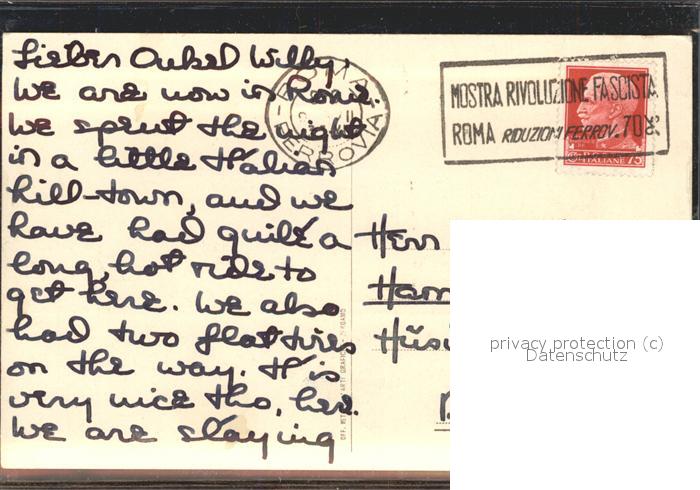 Lieber Onkel Willy,
We are now in Rome.
We spent the night
in a little Italian
hill-town, and we
have had quite a
long, hot ride to
get here. We also
had two flat tires
on the way. It is
very nice tho, here.
We are staying
ROMA
FERROVIA
MOSTRA RIVOLUZIONE FASCISTA
ROMA RIDUZIONI FERROV. 70%
ITALIANE 75
Herr
Ham
Hüsi
privacy protection (c)
Datenschutz